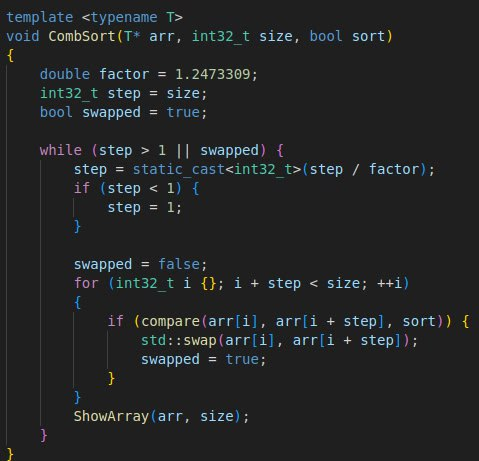 template <typename T>
void CombSort(T* arr, int32_t size, bool sort)
{
    double factor = 1.2473309;
    int32_t step = size;
    bool swapped = true;

    while (step > 1 || swapped) {
        step = static_cast<int32_t>(step / factor);
        if (step < 1) {
            step = 1;
        }

        swapped = false;
        for (int32_t i {}; i + step < size; ++i)
        {
            if (compare(arr[i], arr[i + step], sort)) {
                std::swap(arr[i], arr[i + step]);
                swapped = true;
            }
        }
        ShowArray(arr, size);
    }
}